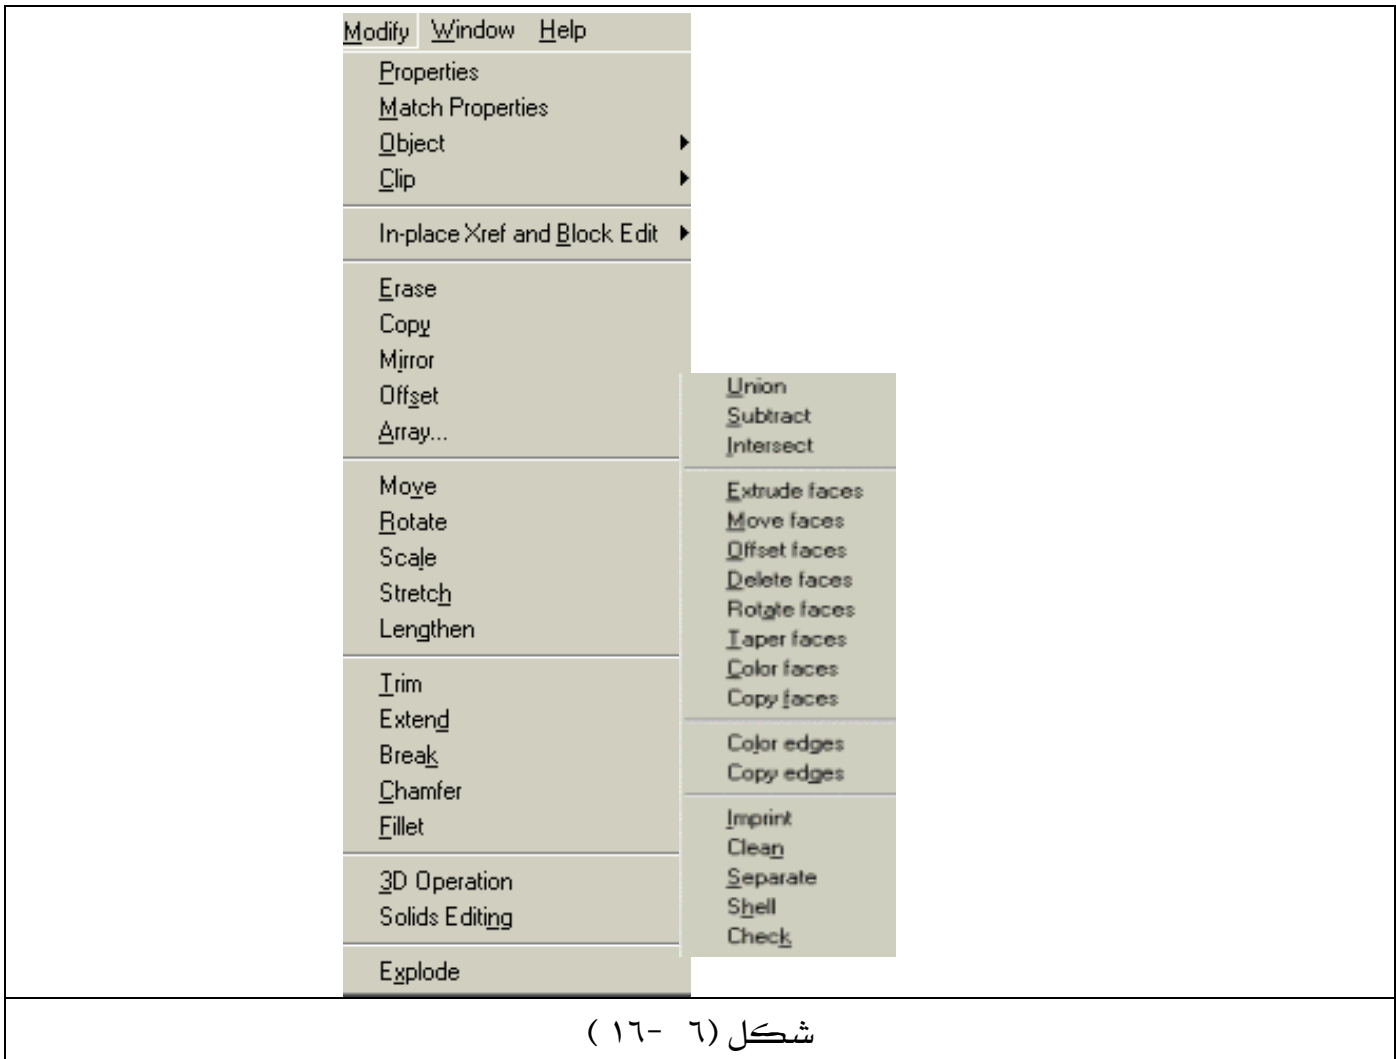 Modify Window Help
Properties
Match Properties
Object
Clip
In-place Xref and Block Edit
Erase
Copy
Mirror
Offset
Array...
Move
Rotate
Scale
Stretch
Lengthen
Trim
Extend
Break
Chamfer
Fillet
3D Operation
Solids Editing
Explode
Union
Subtract
Intersect
Extrude faces
Move faces
Offset faces
Delete faces
Rotate faces
Taper faces
Color faces
Copy faces
Color edges
Copy edges
Imprint
Clean
Separate
Shell
Check
شكل (٦ -١٦ )